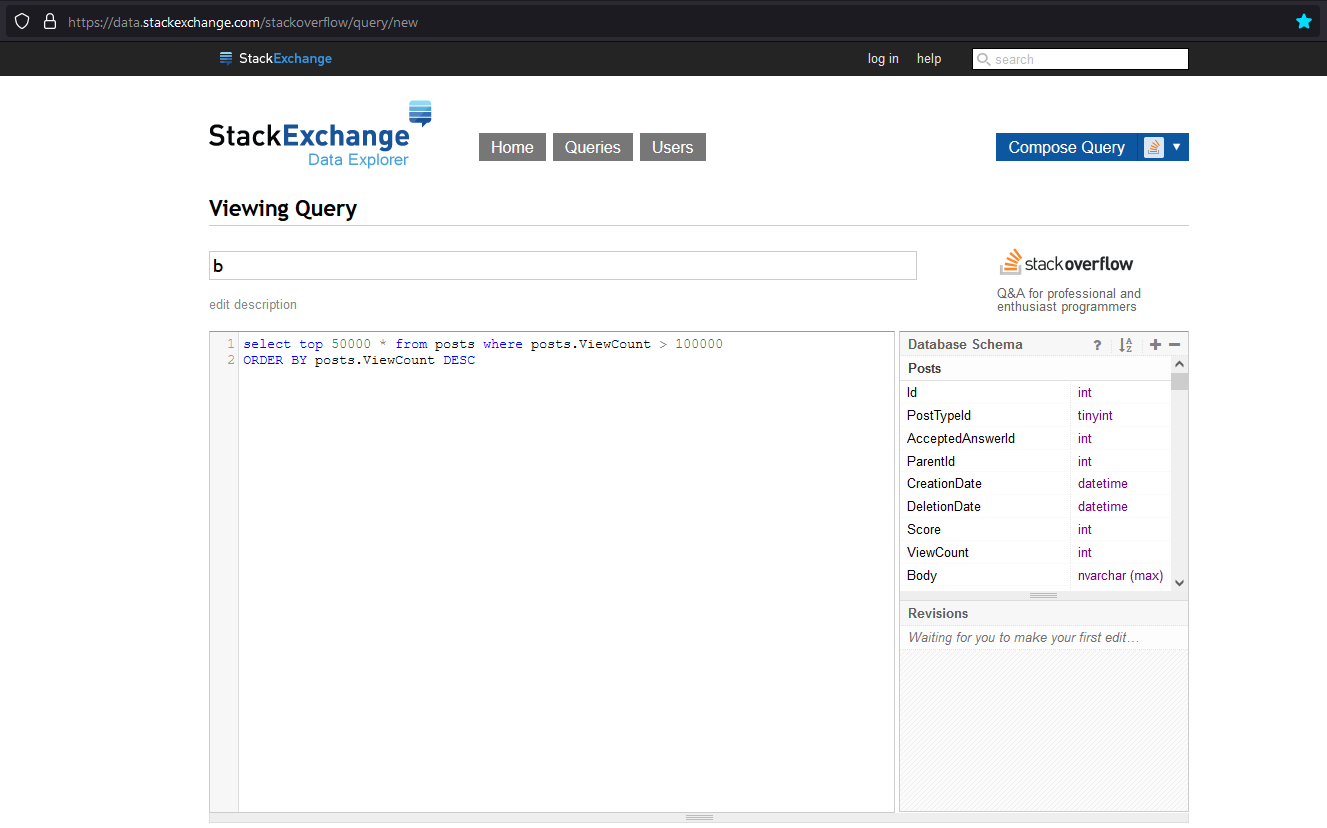 https://data.stackexchange.com/stackoverflow/query/new
StackExchange
log in help
search
StackExchange
Data Explorer
Home Queries Users
Compose Query
Viewing Query
b
edit description
stackoverflow
Q&A for professional and
enthusiast programmers
1 select top 50000 * from posts where posts.ViewCount > 100000
2 ORDER BY posts.ViewCount DESC
Database Schema ?
Posts
Id int
PostTypeId tinyint
AcceptedAnswerId int
ParentId int
CreationDate datetime
DeletionDate datetime
Score int
ViewCount int
Body nvarchar (max)
Revisions
Waiting for you to make your first edit…